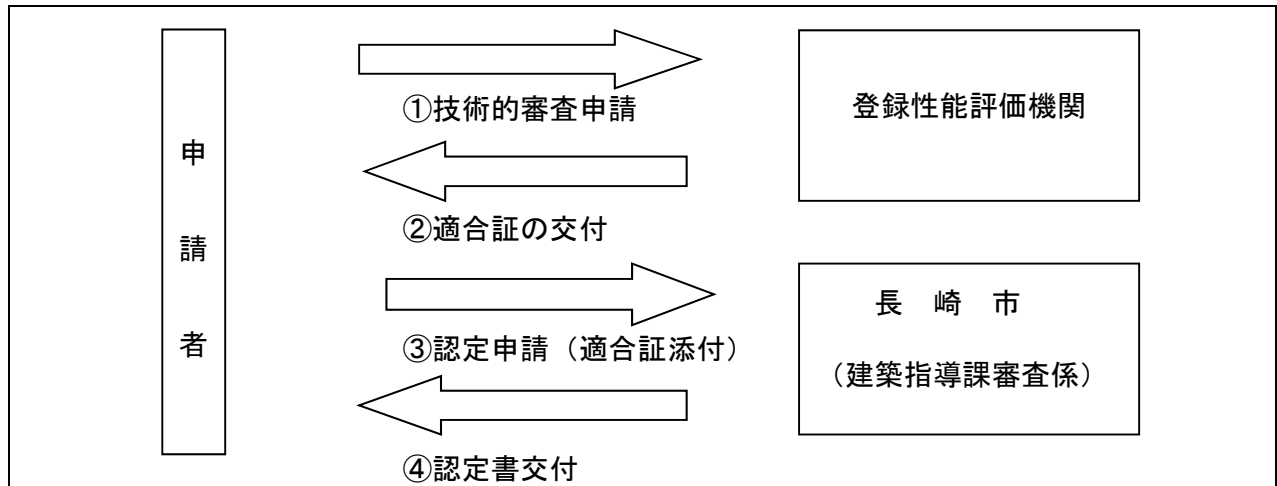 申請者
①技術的審査申請
登録性能評価機関
②適合証の交付
③認定申請（適合証添付）
長 崎 市
（建築指導課審査係）
④認定書交付